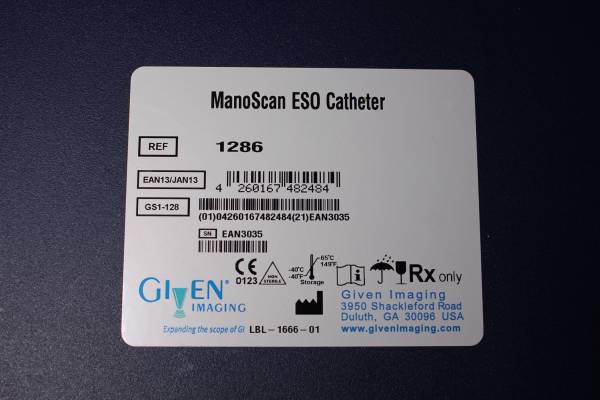 ManoScan ESO Catheter
REF 1286
EAN13/JAN13 4 260167 482484
GS1-128
(01)04260167482484(21)EAN3035
SN EAN3035
CE 0123
NON STERILE
-40°C -40°F 65°C 149°F
Storage
i
Rx only
GIVEN® IMAGING
Expanding the scope of GI
LBL-1666-01
Given Imaging
3950 Shackleford Road
Duluth, GA 30096 USA
www.givenimaging.com